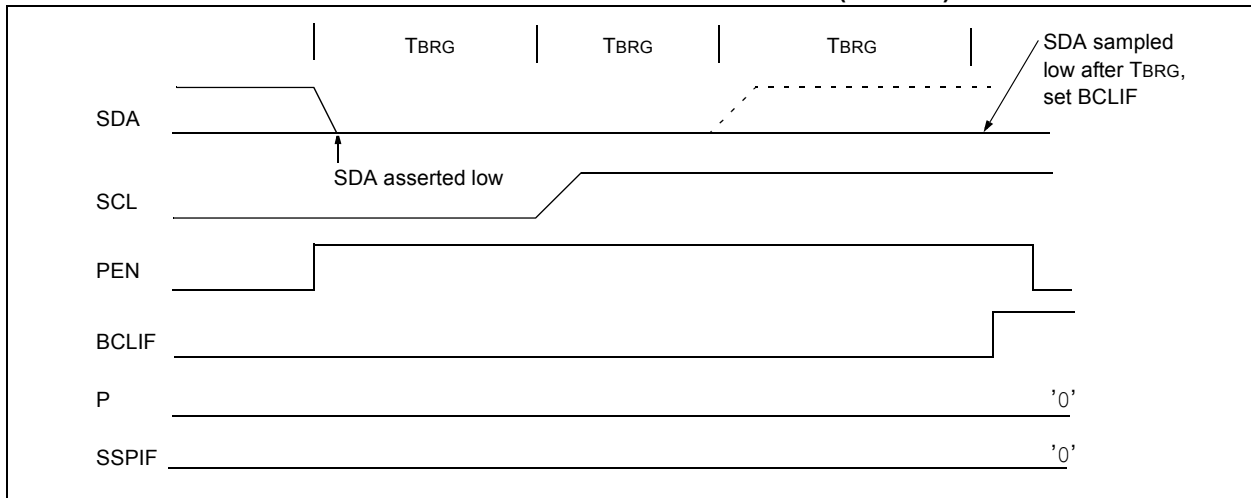 TBRG TBRG TBRG
SDA sampled
low after TBRG,
set BCLIF
SDA
SDA asserted low
SCL
PEN
BCLIF
P
'0'
SSPIF
'0'